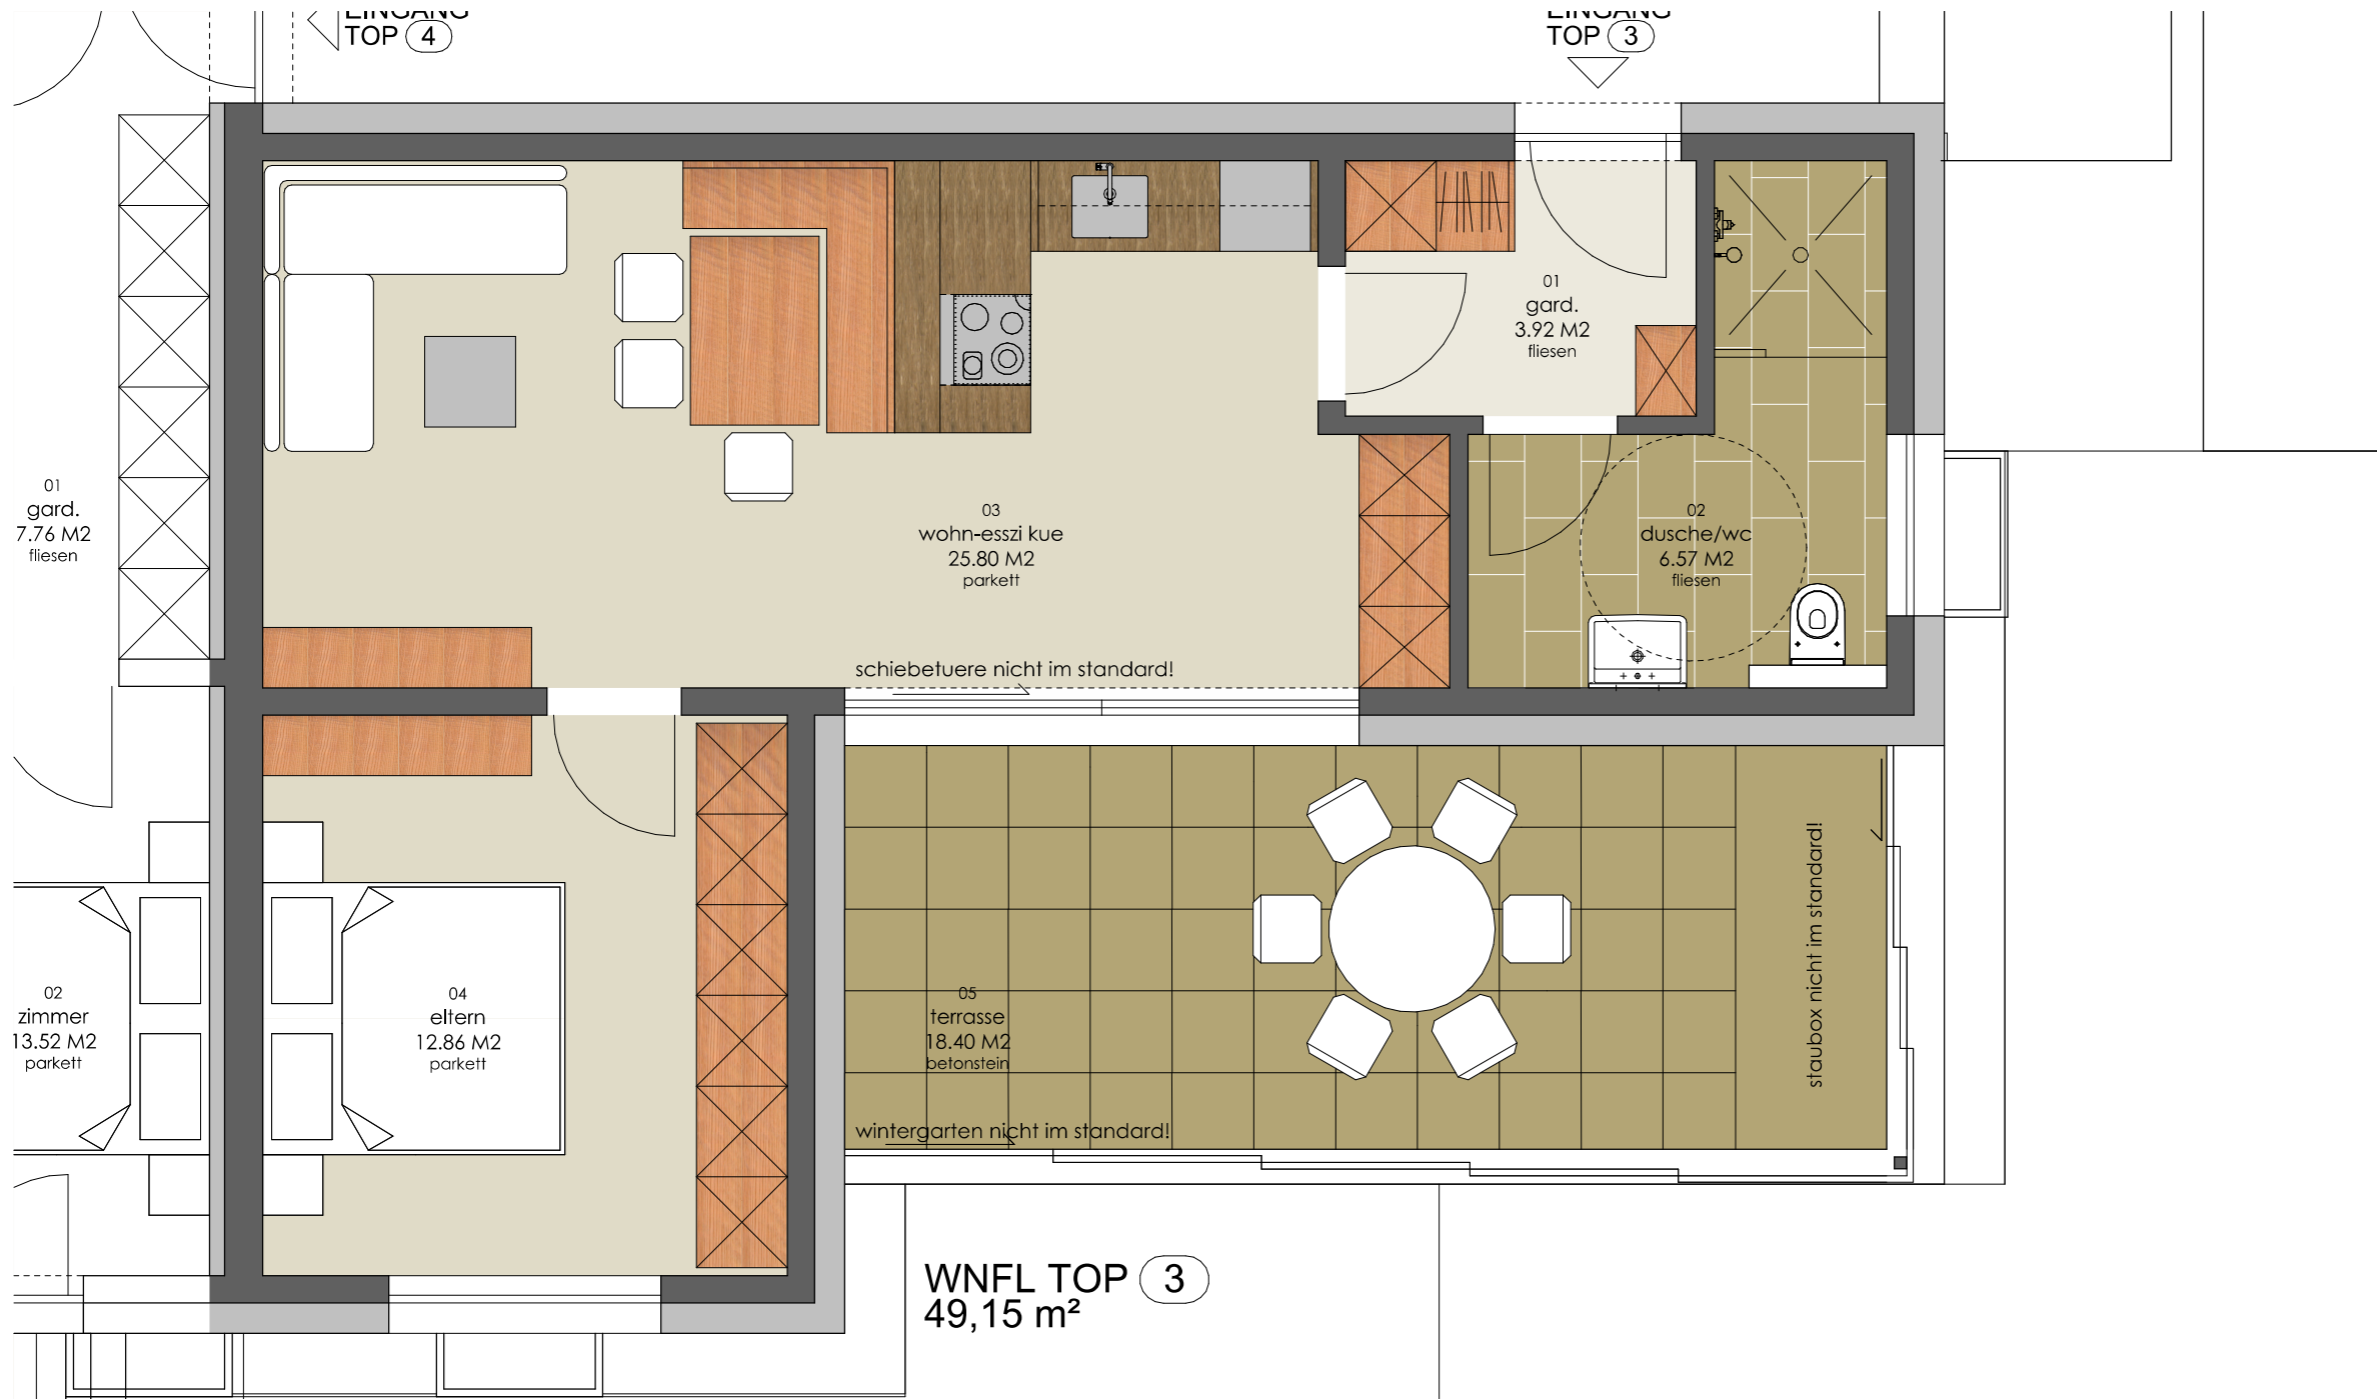 EINGANG
TOP 4
EINGANG
TOP 3
01
gard.
3.92 M2
fliesen
01
gard.
7.76 M2
fliesen
03
wohn-esszi kue
25.80 M2
parkett
02
dusche/wc
6.57 M2
fliesen
schiebetuere nicht im standard!
02
zimmer
13.52 M2
parkett
04
eltern
12.86 M2
parkett
05
terrasse
18.40 M2
betonstein
staubox nicht im standard!
wintergarten nicht im standard!
WNFL TOP 3
49,15 m²